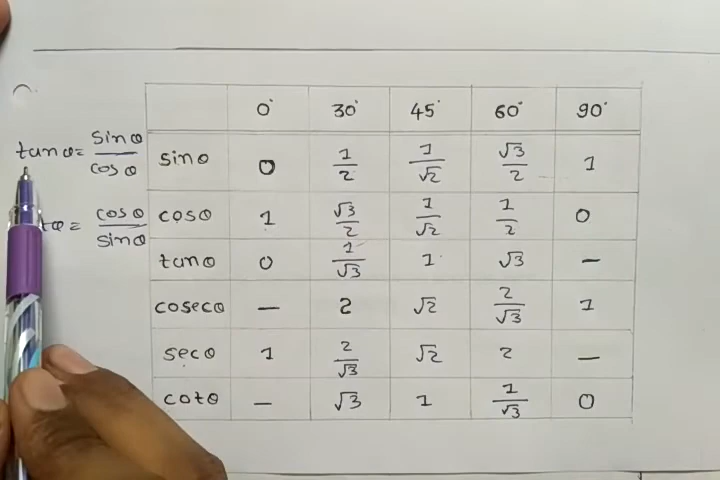 0° 30° 45° 60° 90°
tanθ = sinθ/cosθ
sinθ 0 1/2 1/√2 √3/2 1
tθ = cosθ/sinθ
cosθ 1 √3/2 1/√2 1/2 0
tanθ 0 1/√3 1 √3 —
cosecθ — 2 √2 2/√3 1
secθ 1 2/√3 √2 2 —
cotθ — √3 1 1/√3 0